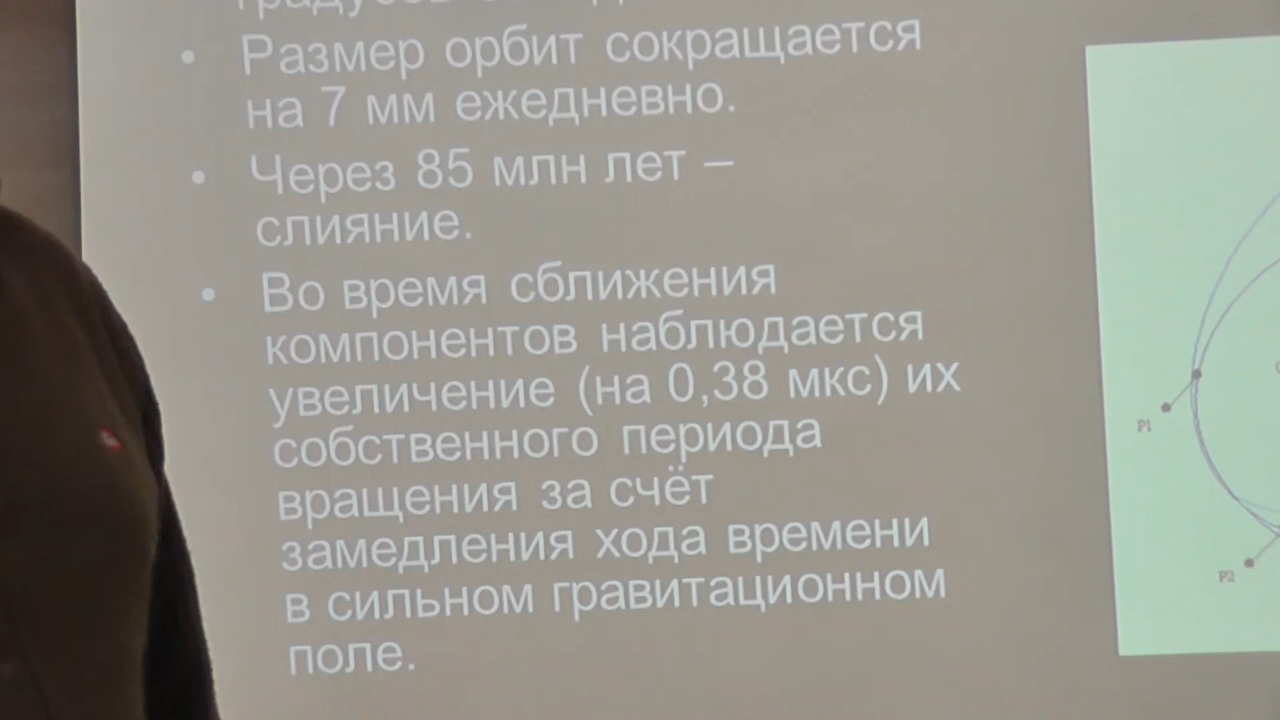 Размер орбит сокращается
на 7 мм ежедневно.
Через 85 млн лет –
слияние.
Во время сближения
компонентов наблюдается
увеличение (на 0,38 мкс) их
собственного периода
вращения за счёт
замедления хода времени
в сильном гравитационном
поле.
P1
P2